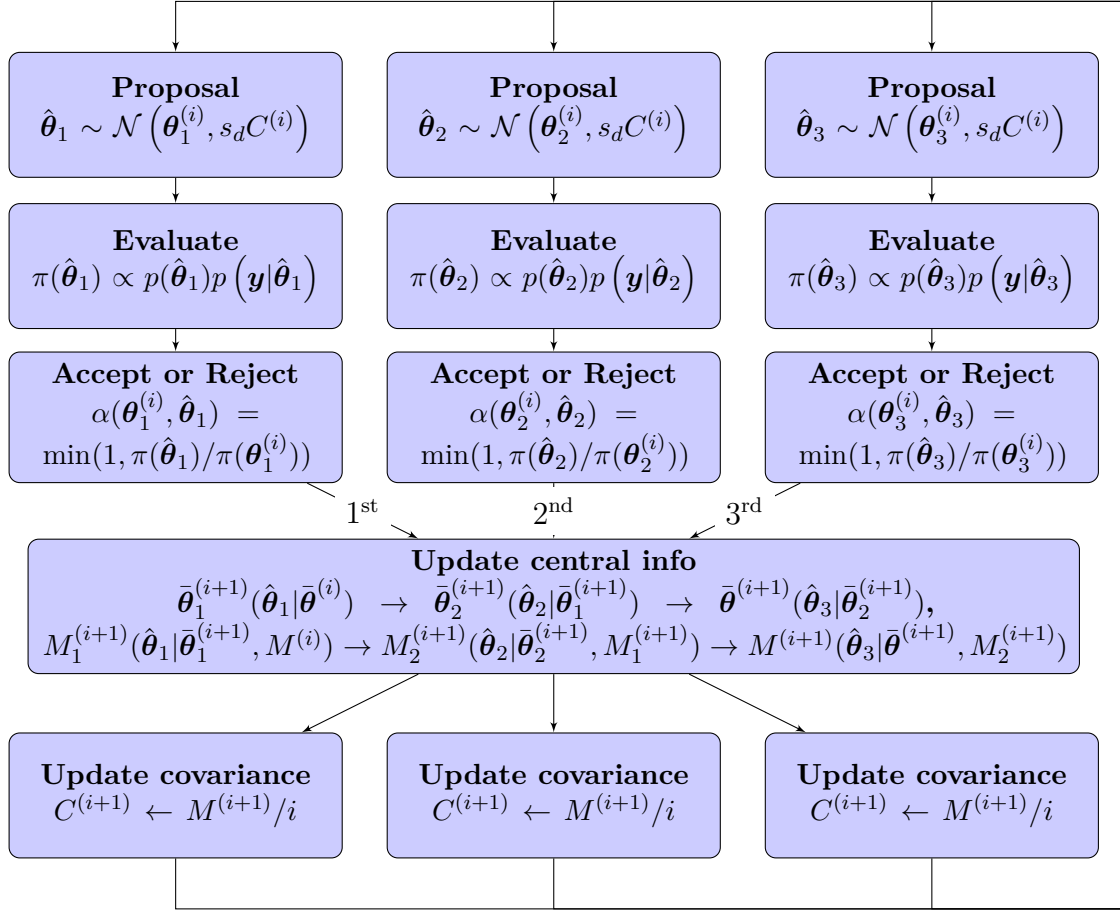 Proposal
θ̂₁ ∼ 𝒩(θ₁⁽ⁱ⁾, s_d C⁽ⁱ⁾)
Proposal
θ̂₂ ∼ 𝒩(θ₂⁽ⁱ⁾, s_d C⁽ⁱ⁾)
Proposal
θ̂₃ ∼ 𝒩(θ₃⁽ⁱ⁾, s_d C⁽ⁱ⁾)
Evaluate
π(θ̂₁) ∝ p(θ̂₁)p(y|θ̂₁)
Evaluate
π(θ̂₂) ∝ p(θ̂₂)p(y|θ̂₂)
Evaluate
π(θ̂₃) ∝ p(θ̂₃)p(y|θ̂₃)
Accept or Reject
α(θ₁⁽ⁱ⁾, θ̂₁) =
min(1, π(θ̂₁)/π(θ₁⁽ⁱ⁾))
Accept or Reject
α(θ₂⁽ⁱ⁾, θ̂₂) =
min(1, π(θ̂₂)/π(θ₂⁽ⁱ⁾))
Accept or Reject
α(θ₃⁽ⁱ⁾, θ̂₃) =
min(1, π(θ̂₃)/π(θ₃⁽ⁱ⁾))
1st
2nd
3rd
Update central info
θ̄₁⁽ⁱ⁺¹⁾(θ̂₁|θ̄⁽ⁱ⁾) → θ̄₂⁽ⁱ⁺¹⁾(θ̂₂|θ̄₁⁽ⁱ⁺¹⁾) → θ̄⁽ⁱ⁺¹⁾(θ̂₃|θ̄₂⁽ⁱ⁺¹⁾),
M₁⁽ⁱ⁺¹⁾(θ̂₁|θ̄₁⁽ⁱ⁺¹⁾, M⁽ⁱ⁾) → M₂⁽ⁱ⁺¹⁾(θ̂₂|θ̄₂⁽ⁱ⁺¹⁾, M₁⁽ⁱ⁺¹⁾) → M⁽ⁱ⁺¹⁾(θ̂₃|θ̄⁽ⁱ⁺¹⁾, M₂⁽ⁱ⁺¹⁾)
Update covariance
C⁽ⁱ⁺¹⁾ ← M⁽ⁱ⁺¹⁾/i
Update covariance
C⁽ⁱ⁺¹⁾ ← M⁽ⁱ⁺¹⁾/i
Update covariance
C⁽ⁱ⁺¹⁾ ← M⁽ⁱ⁺¹⁾/i